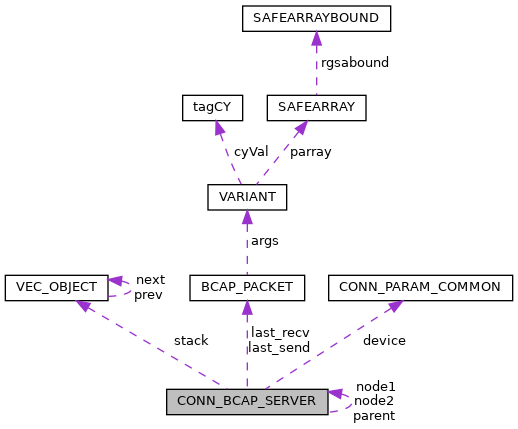 SAFEARRAYBOUND
rgsabound
tagCY
SAFEARRAY
cyVal
parray
VARIANT
args
VEC_OBJECT
next
prev
BCAP_PACKET
CONN_PARAM_COMMON
stack
last_recv
last_send
device
CONN_BCAP_SERVER
node1
node2
parent